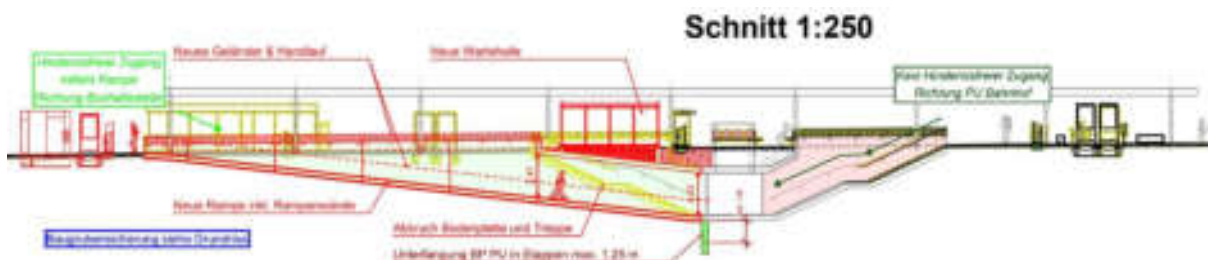 Schnitt 1:250
Neues Geländer & Handlauf
Neue Wartehalle
Hindernisfreier Zugang
mittels Rampe
Richtung
Kein Hindernisfreier Zugang
Richtung PU Bahnhof
Neue Rampe inkl. Rampenwände
Abbruch Bodenplatte und Treppe
Baugrubensicherung siehe Grundriss
Unterfangung BP PU in Etappen max. 1.25 m